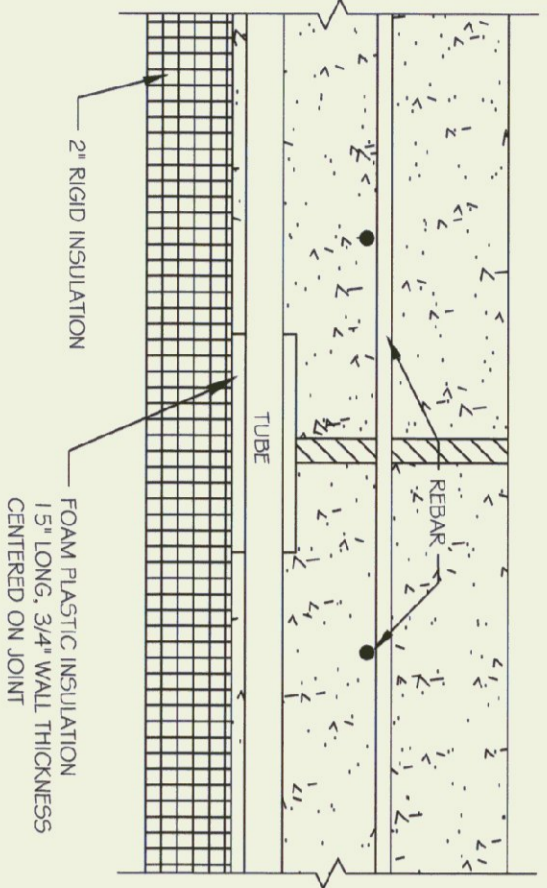 REBAR
TUBE
2" RIGID INSULATION
FOAM PLASTIC INSULATION
15" LONG, 3/4" WALL THICKNESS
CENTERED ON JOINT